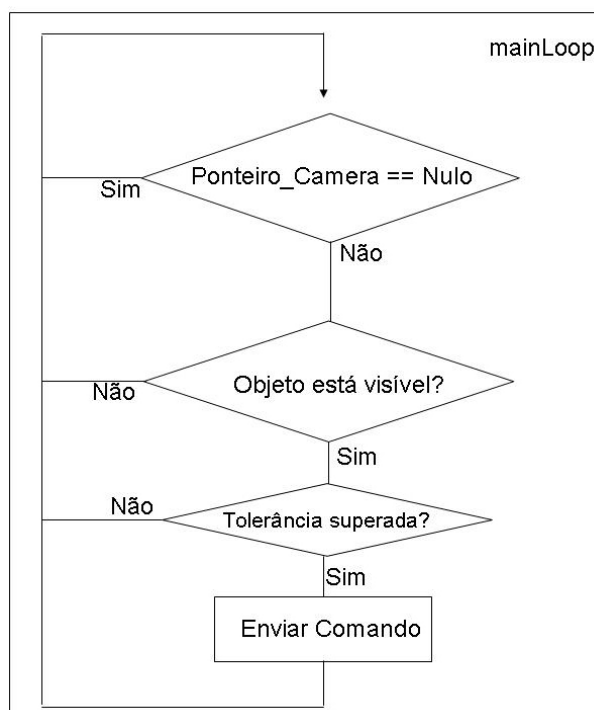 mainLoop
Ponteiro_Camera == Nulo
Sim
Não
Objeto está visível?
Não
Sim
Não
Tolerância superada?
Sim
Enviar Comando